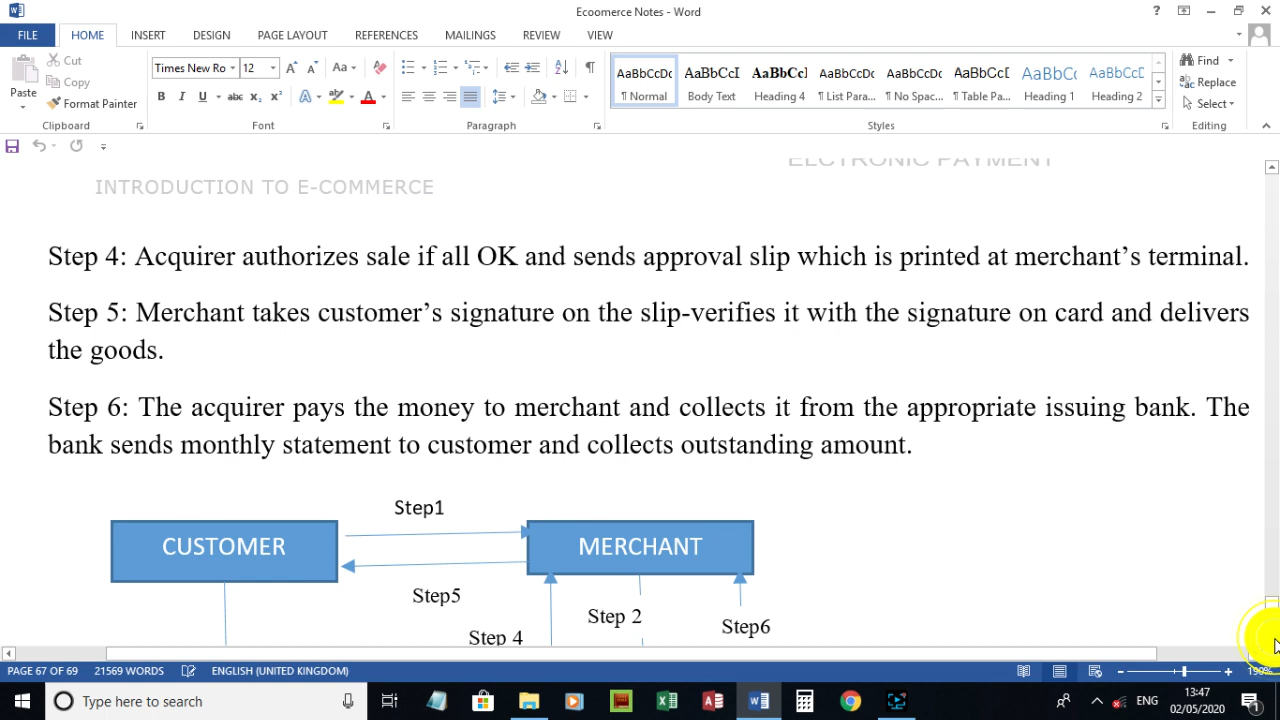 Ecoomerce Notes - Word
FILE HOME INSERT DESIGN PAGE LAYOUT REFERENCES MAILINGS REVIEW VIEW
Cut
Copy
Format Painter
Paste
Clipboard
Times New Ro 12
Font
Paragraph
AaBbCcDc AaBbCcI AaBbCcI AaBbCcDc AaBbCcDc AaBbCcI AaBbCc AaBbCcD
¶ Normal Body Text Heading 4 ¶ List Para... ¶ No Spac... ¶ Table Pa... Heading 1 Heading 2
Styles
Find
Replace
Select
Editing
ELCTRONIC PAYMENT
INTRODUCTION TO E-COMMERCE
Step 4: Acquirer authorizes sale if all OK and sends approval slip which is printed at merchant’s terminal.
Step 5: Merchant takes customer’s signature on the slip-verifies it with the signature on card and delivers
the goods.
Step 6: The acquirer pays the money to merchant and collects it from the appropriate issuing bank. The
bank sends monthly statement to customer and collects outstanding amount.
Step1
CUSTOMER
MERCHANT
Step5
Step 2
Step6
Step 4
PAGE 67 OF 69 21569 WORDS ENGLISH (UNITED KINGDOM) 190%
Type here to search
ENG
13:47
02/05/2020